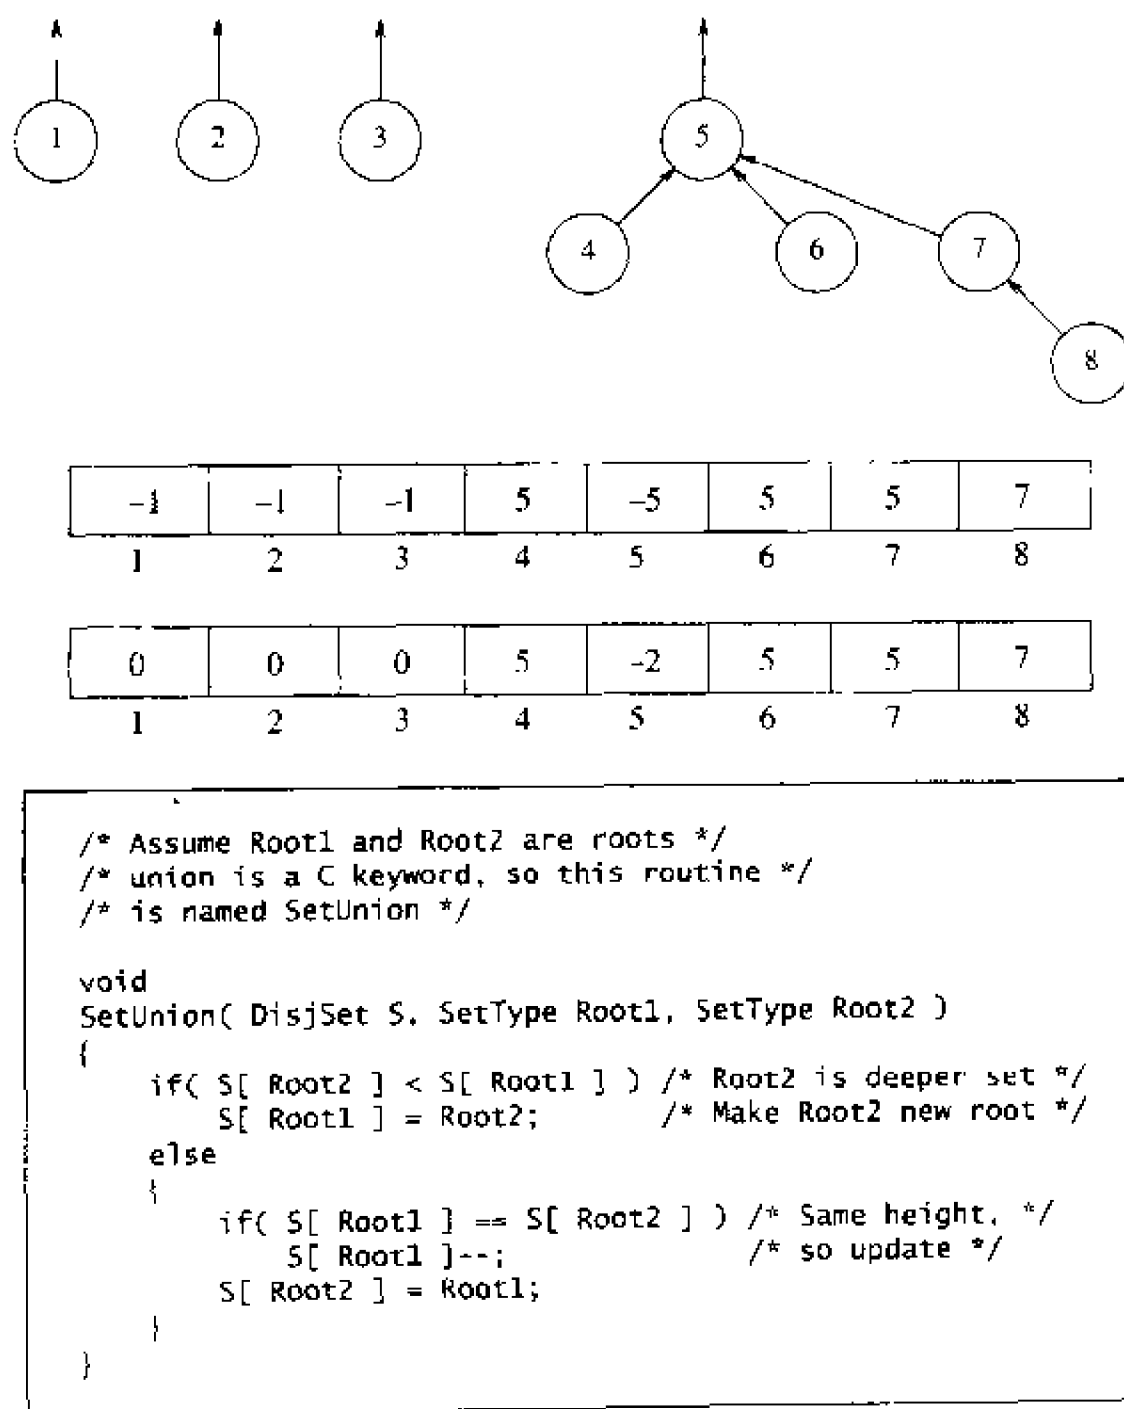 1 2 3 5
4 6 7
8
-1 -1 -1 5 -5 5 5 7
1 2 3 4 5 6 7 8
0 0 0 5 -2 5 5 7
1 2 3 4 5 6 7 8
/* Assume Root1 and Root2 are roots */
/* union is a C keyword, so this routine */
/* is named SetUnion */
void
SetUnion( DisjSet S, SetType Root1, SetType Root2 )
{
if( S[ Root2 ] < S[ Root1 ] ) /* Root2 is deeper set */
S[ Root1 ] = Root2; /* Make Root2 new root */
else
{
if( S[ Root1 ] == S[ Root2 ] ) /* Same height, */
S[ Root1 ]--; /* so update */
S[ Root2 ] = Root1;
}
}